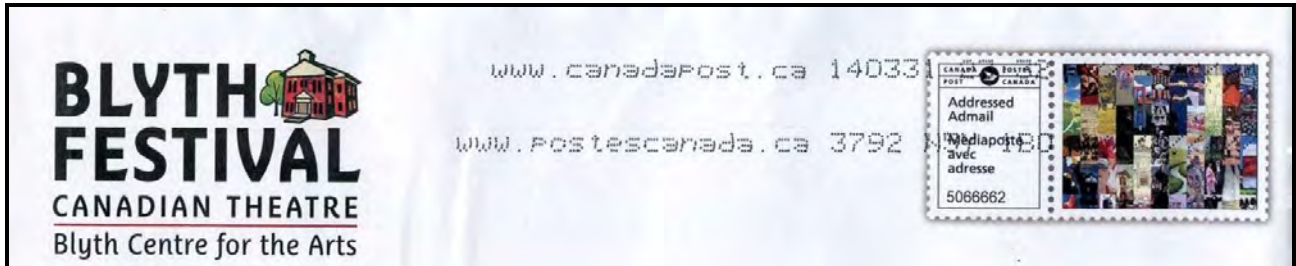 BLYTH
FESTIVAL
CANADIAN THEATRE
Blyth Centre for the Arts
www.canadapost.ca 140331
www.postescanada.ca 3792
CANADA POST
POSTES CANADA
Addressed
Admail
Médiaposte
avec
adresse
5066662